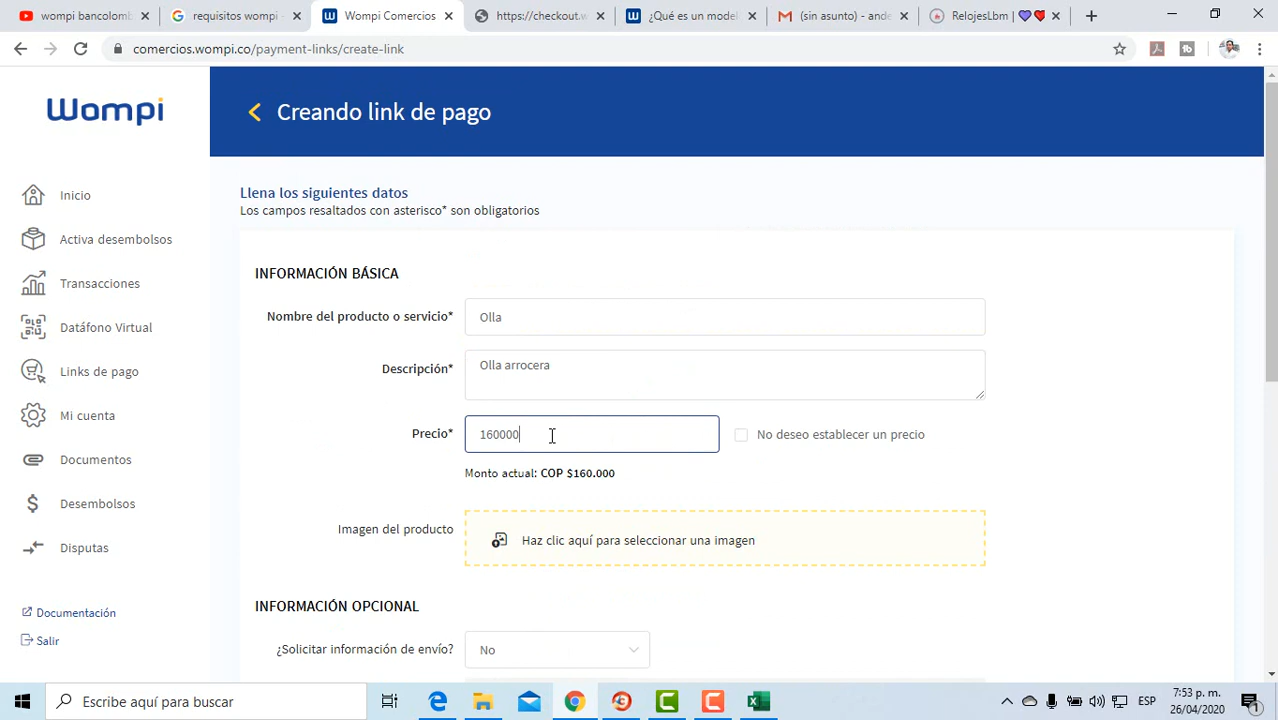 wompi bancolomb
requisitos wompi -
Wompi Comercios
https://checkout.w
¿Qué es un model
(sin asunto) - ande
RelojesLbm | 💜❤
comercios.wompi.co/payment-links/create-link
Wompi
Inicio
Activa desembolsos
Transacciones
Datáfono Virtual
Links de pago
Mi cuenta
Documentos
Desembolsos
Disputas
Documentación
Salir
Creando link de pago
Llena los siguientes datos
Los campos resaltados con asterisco* son obligatorios
INFORMACIÓN BÁSICA
Nombre del producto o servicio*
Olla
Descripción*
Olla arrocera
Precio*
160000
No deseo establecer un precio
Monto actual: COP $160.000
Imagen del producto
Haz clic aquí para seleccionar una imagen
INFORMACIÓN OPCIONAL
¿Solicitar información de envío?
No
Escribe aquí para buscar
ESP
7:53 p. m.
26/04/2020
1